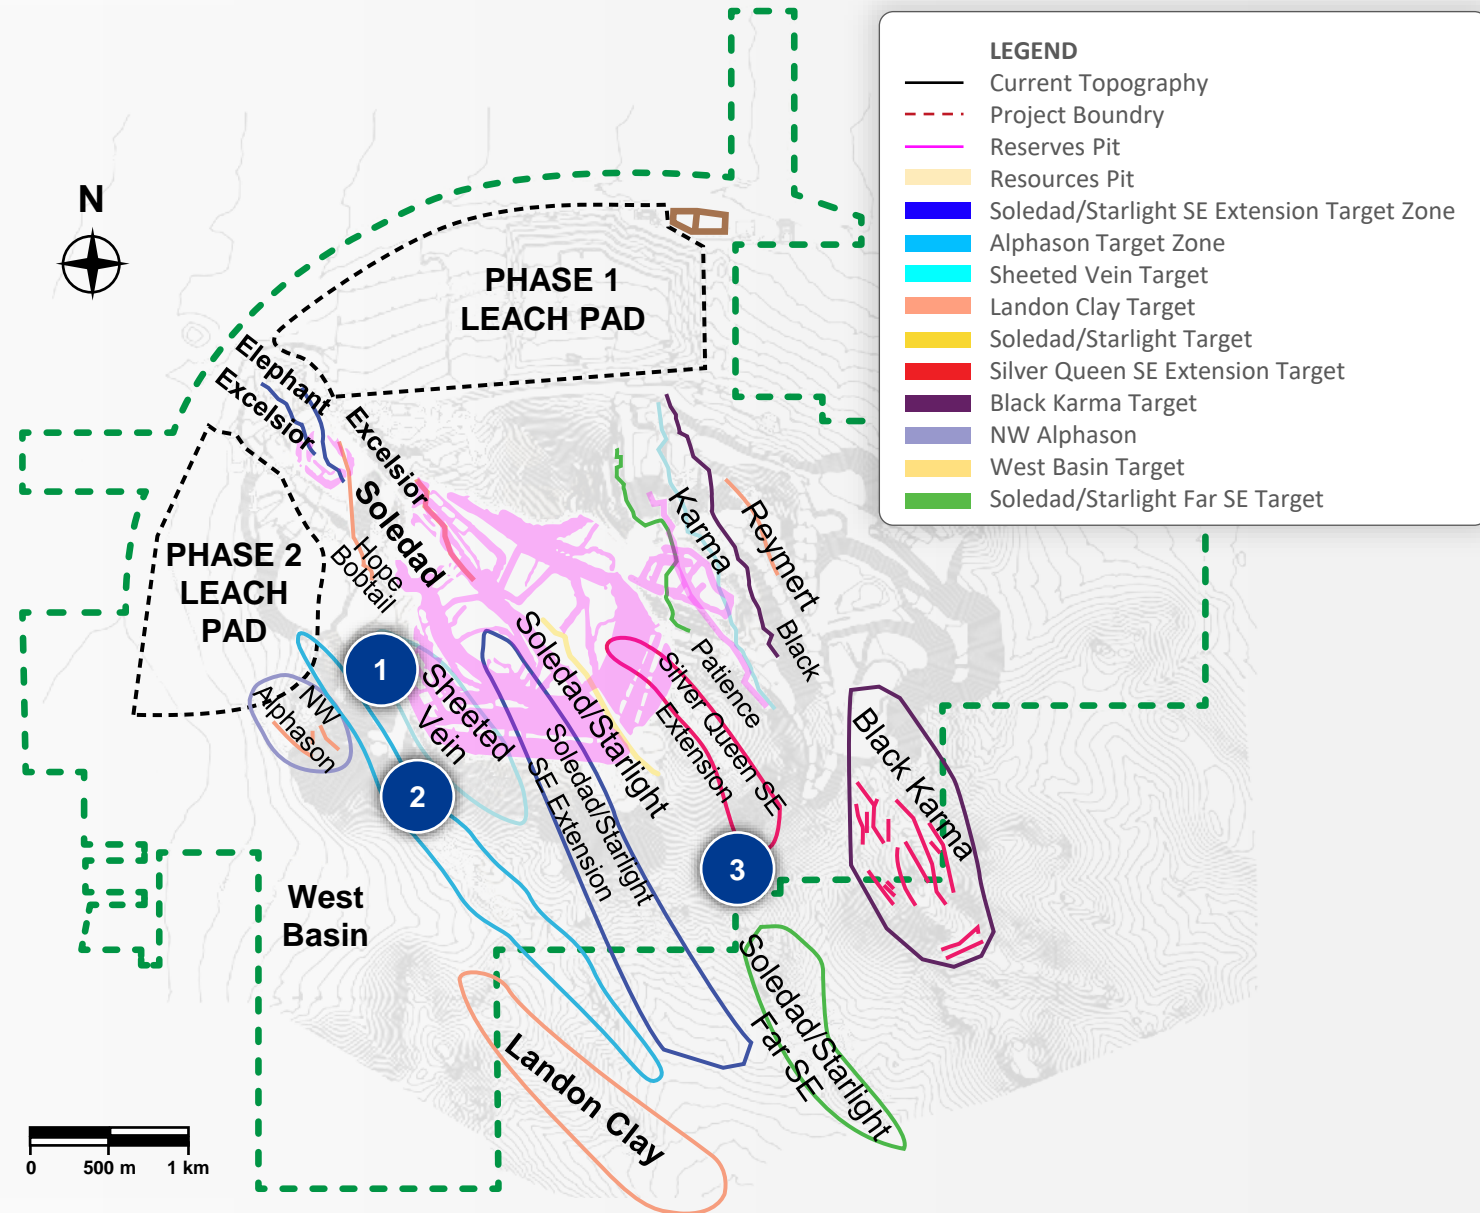 LEGEND
Current Topography
Project Boundry
Reserves Pit
Resources Pit
Soledad/Starlight SE Extension Target Zone
Alphason Target Zone
Sheeted Vein Target
Landon Clay Target
Soledad/Starlight Target
Silver Queen SE Extension Target
Black Karma Target
NW Alphason
West Basin Target
Soledad/Starlight Far SE Target
N
PHASE 1
LEACH PAD
Elephant
Excelsior
Excelsior
Soledad
Hope
Bobtail
PHASE 2
LEACH
PAD
Karma
Reymert
Black
Patience
1
Sheeted
Vein
Soledad/Starlight
Silver Queen SE
Extension
NW
Alphason
2
Soledad/Starlight
SE Extension
3
Black Karma
West
Basin
Soledad/Starlight
Far SE
Landon Clay
0 500 m 1 km